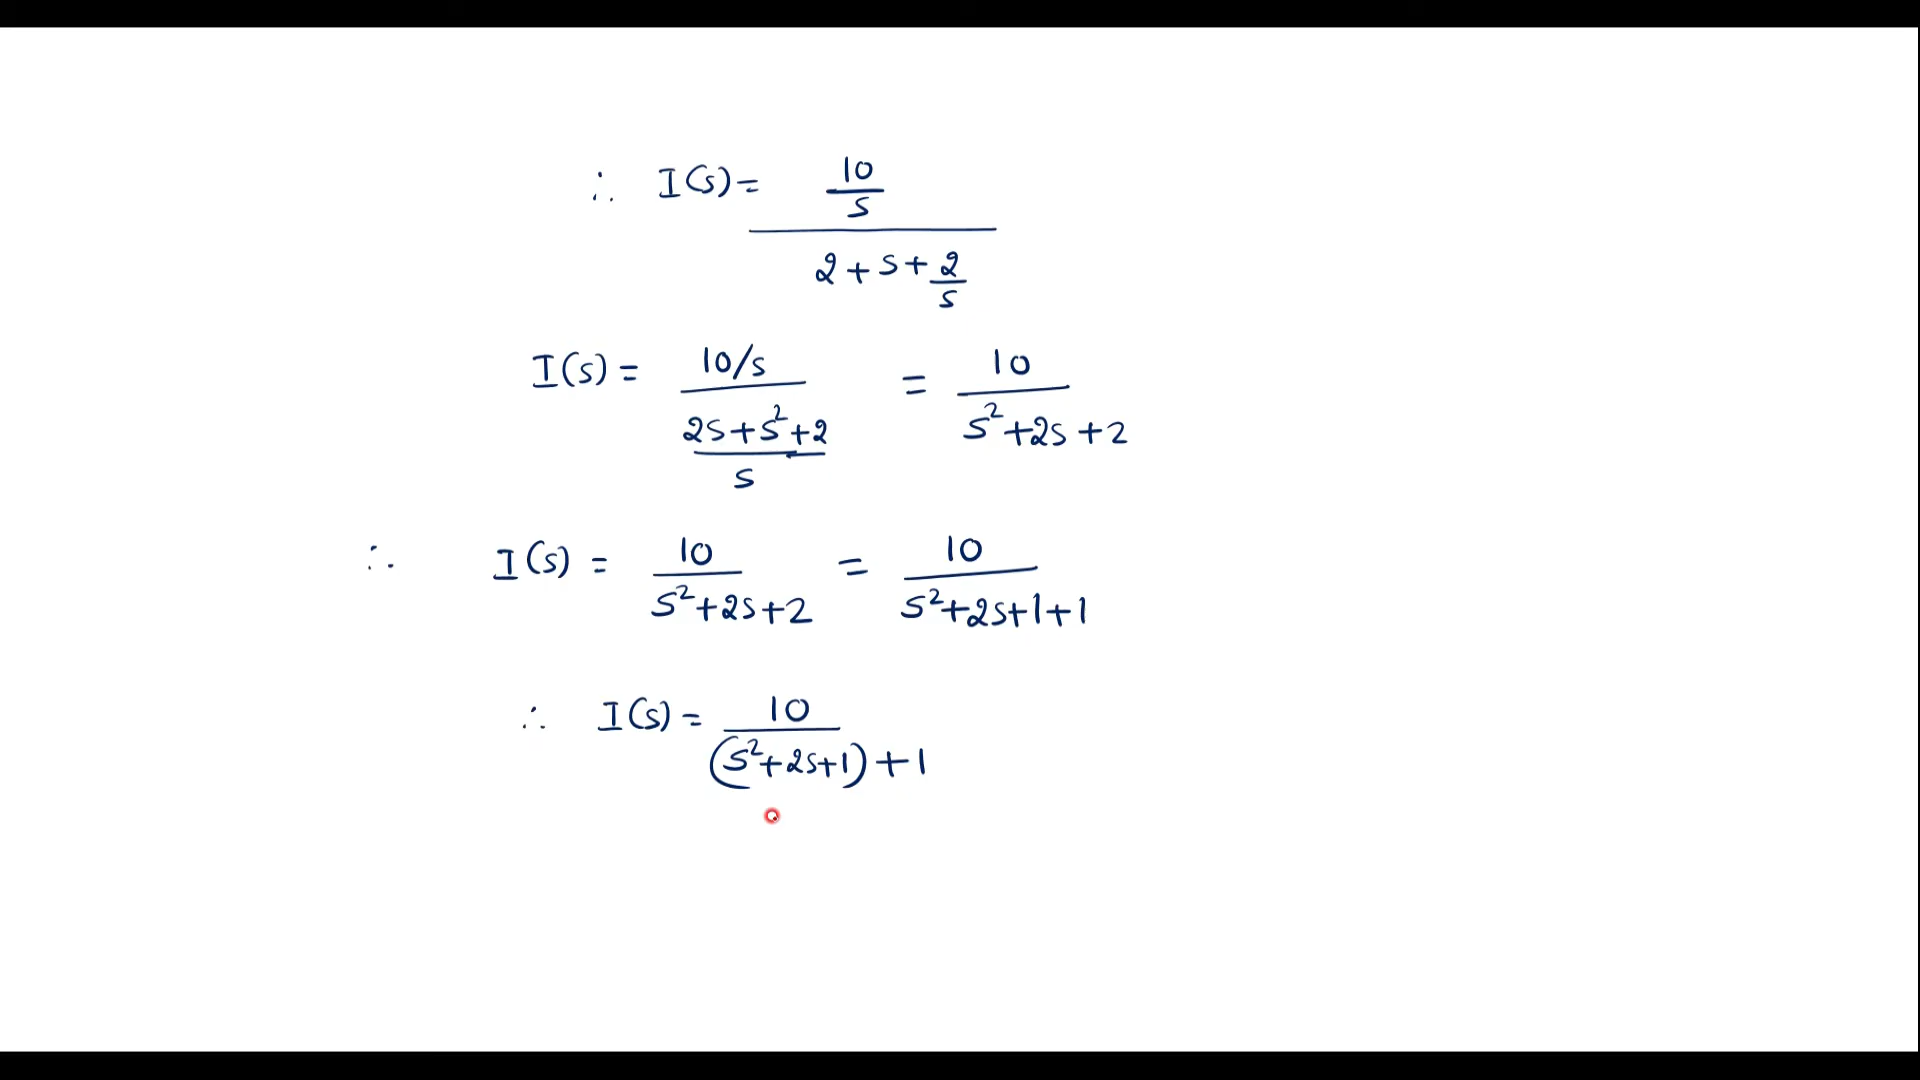 ∴ I(s) = (10/s) / (2 + s + 2/s)
I(s) = (10/s) / ((2s + s² + 2)/s) = 10 / (s² + 2s + 2)
∴ I(s) = 10 / (s² + 2s + 2) = 10 / (s² + 2s + 1 + 1)
∴ I(s) = 10 / ((s² + 2s + 1) + 1)